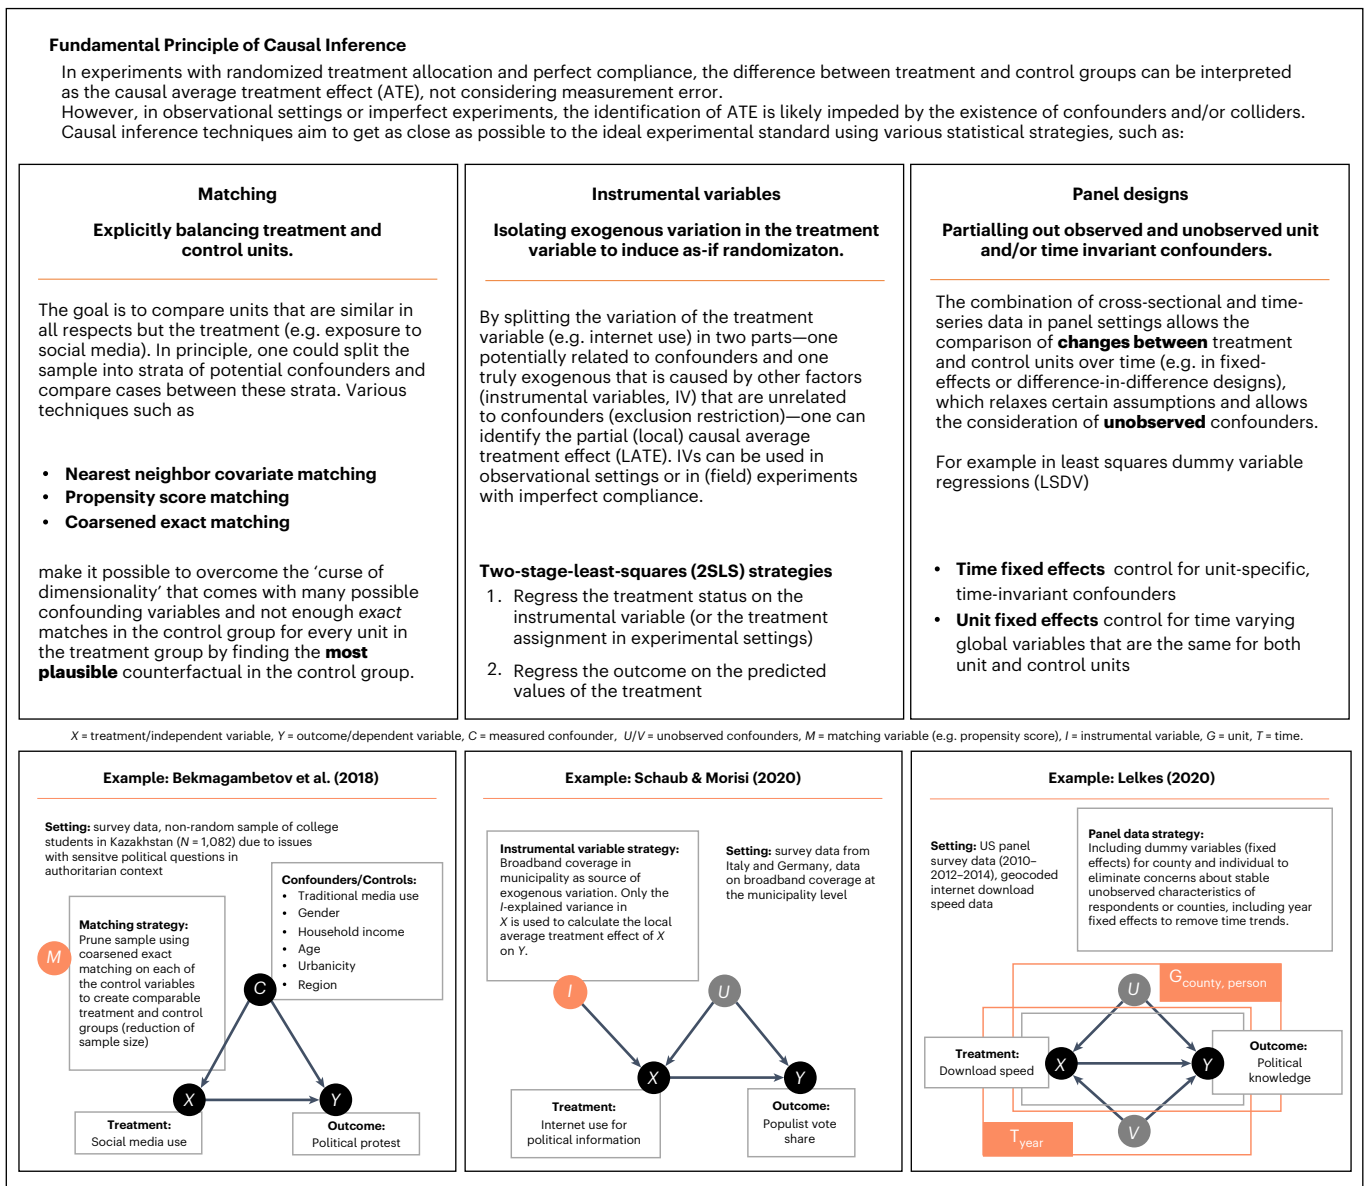 Fundamental Principle of Causal Inference
In experiments with randomized treatment allocation and perfect compliance, the difference between treatment and control groups can be interpreted
as the causal average treatment effect (ATE), not considering measurement error.
However, in observational settings or imperfect experiments, the identification of ATE is likely impeded by the existence of confounders and/or colliders.
Causal inference techniques aim to get as close as possible to the ideal experimental standard using various statistical strategies, such as:
Matching
Explicitly balancing treatment and
control units.
The goal is to compare units that are similar in
all respects but the treatment (e.g. exposure to
social media). In principle, one could split the
sample into strata of potential confounders and
compare cases between these strata. Various
techniques such as
• Nearest neighbor covariate matching
• Propensity score matching
• Coarsened exact matching
make it possible to overcome the ‘curse of
dimensionality’ that comes with many possible
confounding variables and not enough exact
matches in the control group for every unit in
the treatment group by finding the most
plausible counterfactual in the control group.
Instrumental variables
Isolating exogenous variation in the treatment
variable to induce as-if randomizaton.
By splitting the variation of the treatment
variable (e.g. internet use) in two parts—one
potentially related to confounders and one
truly exogenous that is caused by other factors
(instrumental variables, IV) that are unrelated
to confounders (exclusion restriction)—one can
identify the partial (local) causal average
treatment effect (LATE). IVs can be used in
observational settings or in (field) experiments
with imperfect compliance.
Two-stage-least-squares (2SLS) strategies
1. Regress the treatment status on the
instrumental variable (or the treatment
assignment in experimental settings)
2. Regress the outcome on the predicted
values of the treatment
Panel designs
Partialling out observed and unobserved unit
and/or time invariant confounders.
The combination of cross-sectional and time-
series data in panel settings allows the
comparison of changes between treatment
and control units over time (e.g. in fixed-
effects or difference-in-difference designs),
which relaxes certain assumptions and allows
the consideration of unobserved confounders.
For example in least squares dummy variable
regressions (LSDV)
• Time fixed effects control for unit-specific,
time-invariant confounders
• Unit fixed effects control for time varying
global variables that are the same for both
unit and control units
X = treatment/independent variable, Y = outcome/dependent variable, C = measured confounder, U/V = unobserved confounders, M = matching variable (e.g. propensity score), I = instrumental variable, G = unit, T = time.
Example: Bekmagambetov et al. (2018)
Setting: survey data, non-random sample of college
students in Kazakhstan (N = 1,082) due to issues
with sensitve political questions in
authoritarian context
Confounders/Controls:
• Traditional media use
• Gender
• Household income
• Age
• Urbanicity
• Region
M
Matching strategy:
Prune sample using
coarsened exact
matching on each of
the control variables
to create comparable
treatment and control
groups (reduction of
sample size)
C
X
Y
Treatment:
Social media use
Outcome:
Political protest
Example: Schaub & Morisi (2020)
Instrumental variable strategy:
Broadband coverage in
municipality as source of
exogenous variation. Only the
I-explained variance in
X is used to calculate the local
average treatment effect of X
on Y.
Setting: survey data from
Italy and Germany, data
on broadband coverage at
the municipality level
I
U
X
Y
Treatment:
Internet use for
political information
Outcome:
Populist vote
share
Example: Lelkes (2020)
Setting: US panel
survey data (2010–
2012–2014), geocoded
internet download
speed data
Panel data strategy:
Including dummy variables (fixed
effects) for county and individual to
eliminate concerns about stable
unobserved characteristics of
respondents or counties, including year
fixed effects to remove time trends.
U
Gcounty, person
Treatment:
Download speed
X
Y
Outcome:
Political
knowledge
V
Tyear